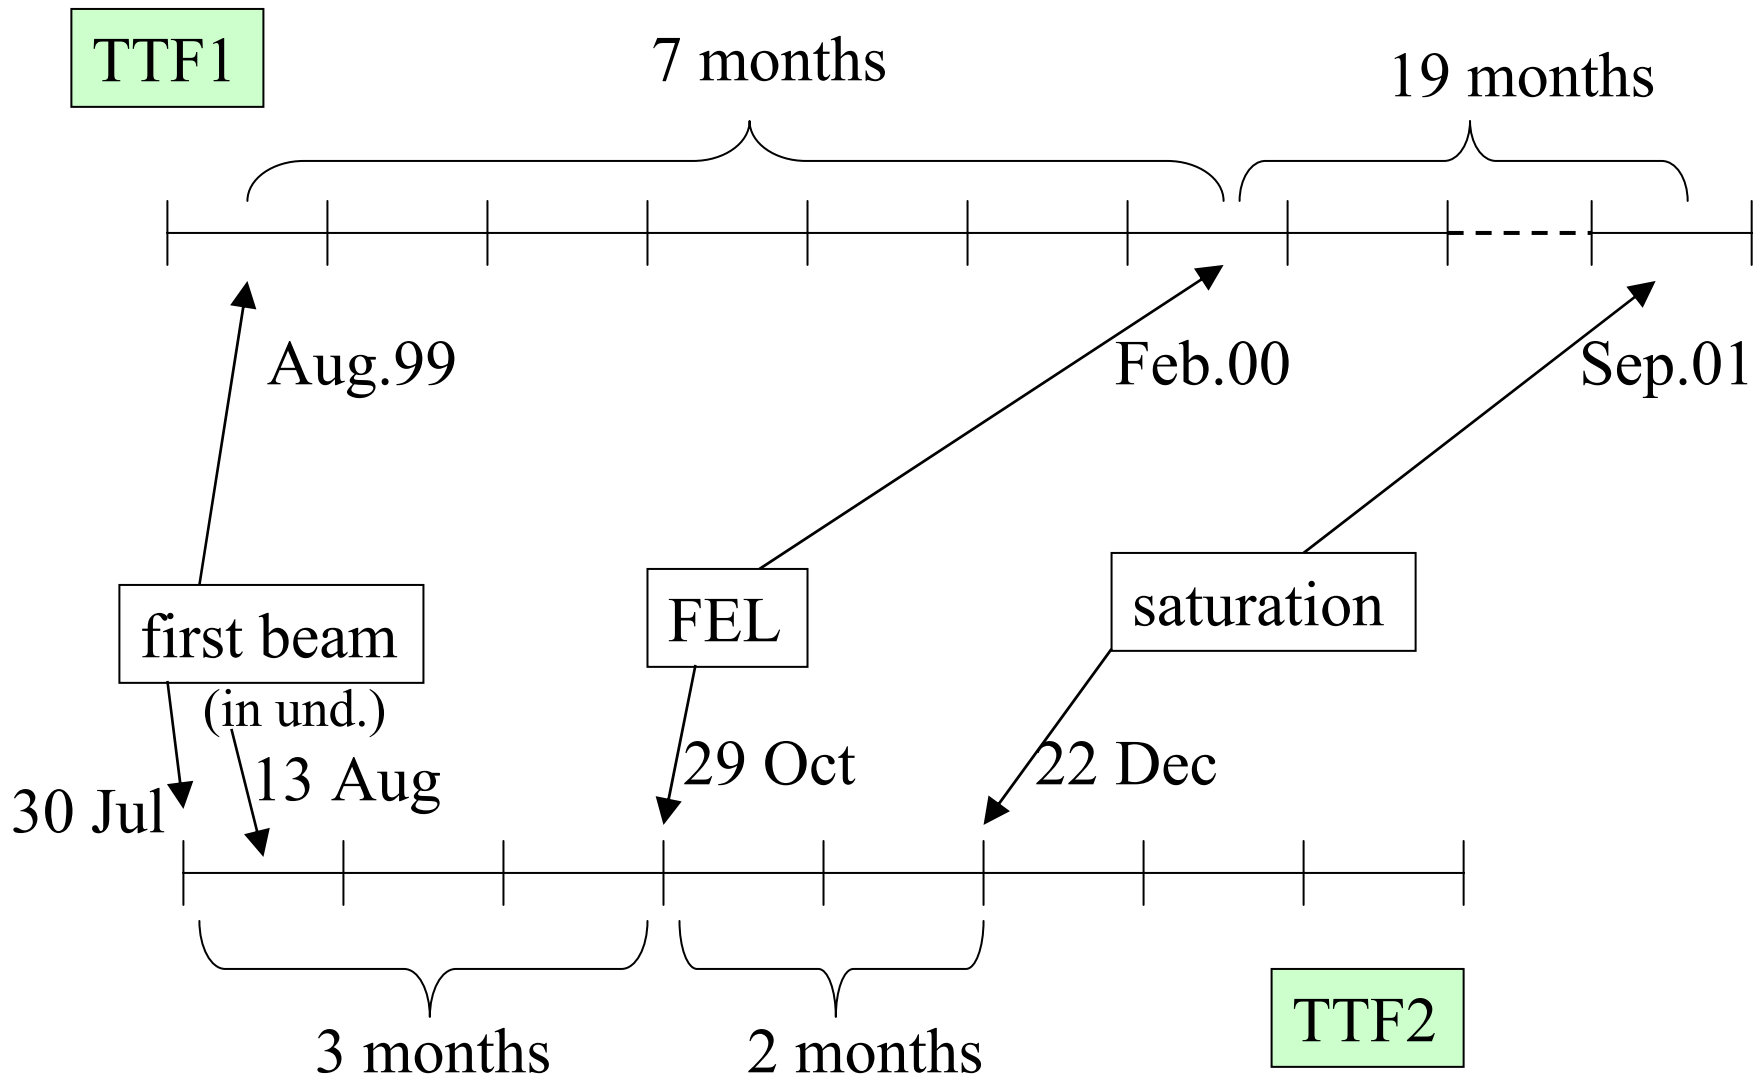 TTF1
7 months
19 months
Aug.99
Feb.00
Sep.01
first beam
(in und.)
FEL
saturation
30 Jul
13 Aug
29 Oct
22 Dec
3 months
2 months
TTF2